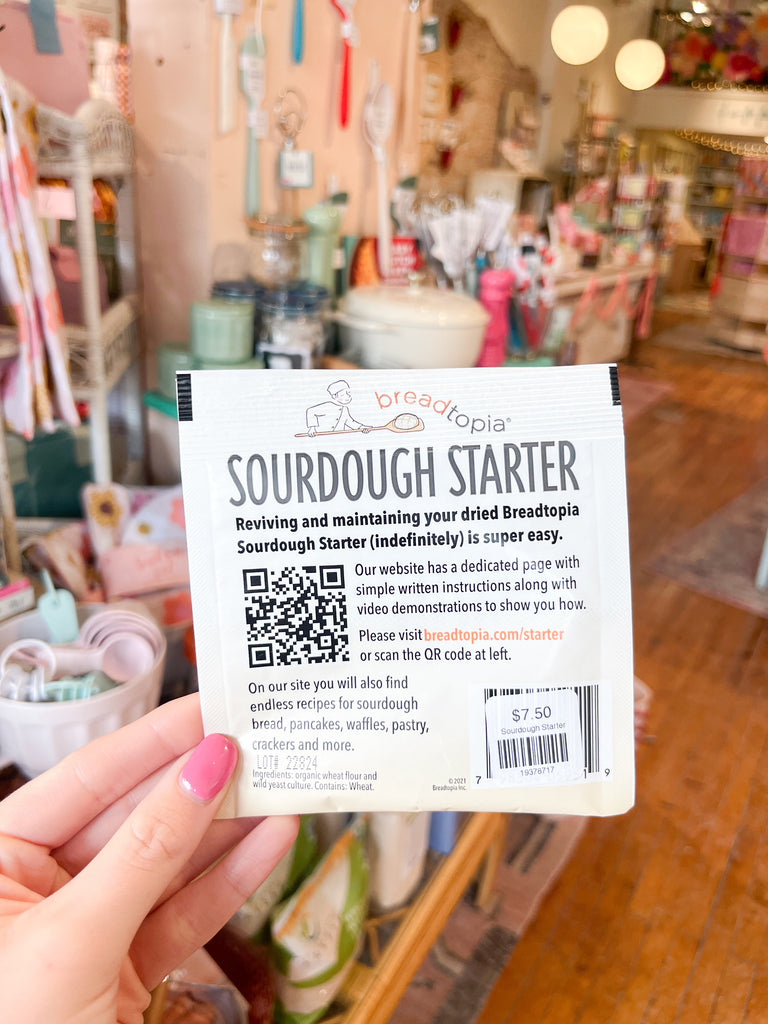 breadtopia®
SOURDOUGH STARTER
Reviving and maintaining your dried Breadtopia
Sourdough Starter (indefinitely) is super easy.
Our website has a dedicated page with
simple written instructions along with
video demonstrations to show you how.
Please visit breadtopia.com/starter
or scan the QR code at left.
On our site you will also find
endless recipes for sourdough
bread, pancakes, waffles, pastry,
crackers and more.
LOT# 22824
Ingredients: organic wheat flour and
wild yeast culture. Contains: Wheat.
© 2021
Breadtopia Inc.
$7.50
Sourdough Starter
19378717
7 9